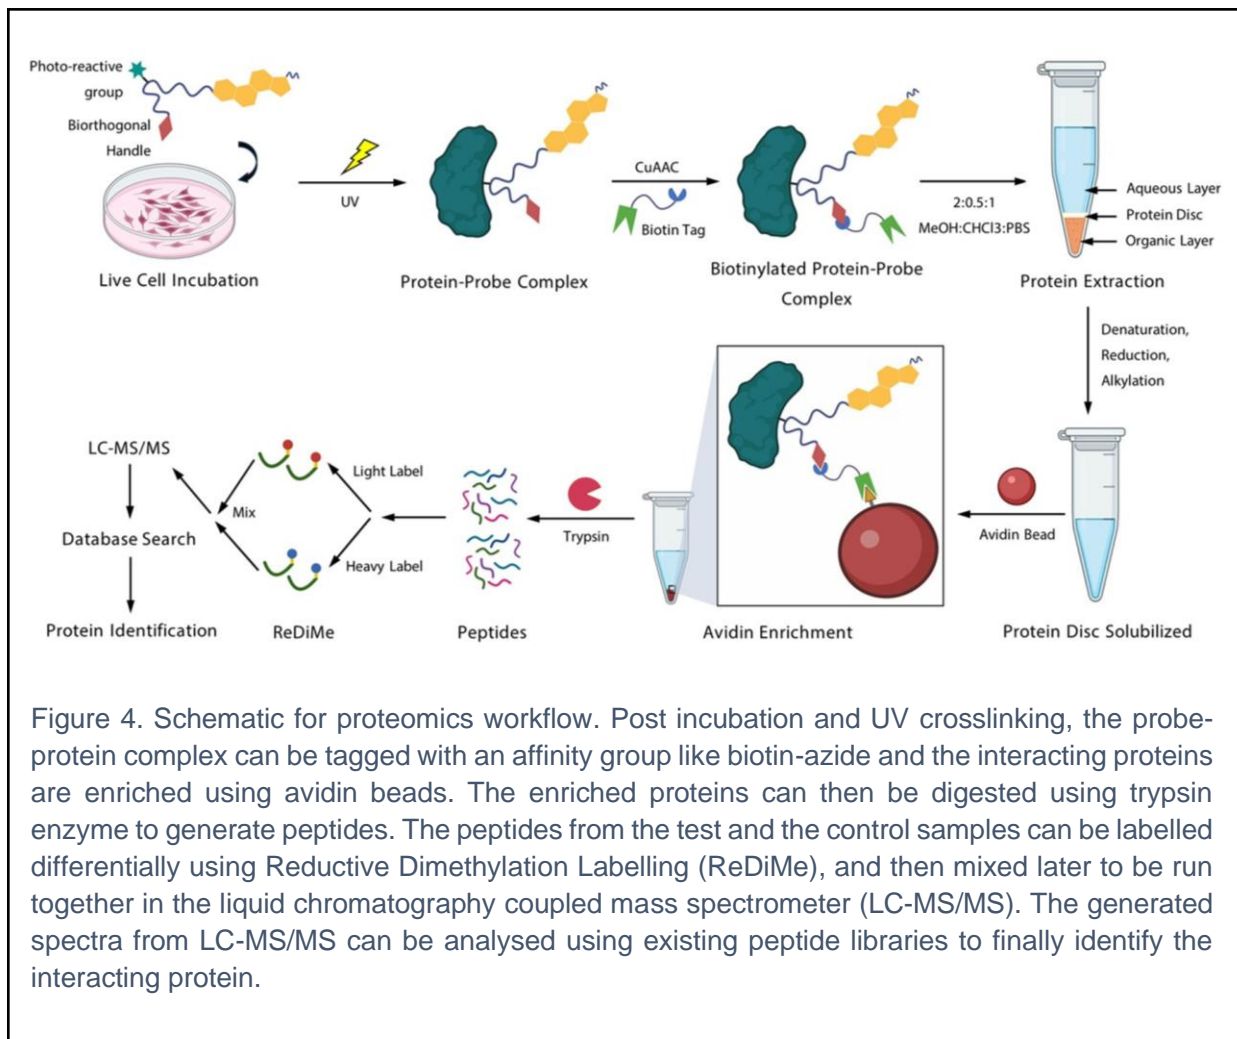 Photo-reactive
group
Biorthogonal
Handle
Live Cell Incubation
UV
Protein-Probe Complex
CuAAC
Biotin Tag
Biotinylated Protein-Probe
Complex
2:0.5:1
MeOH:CHCl3:PBS
Aqueous Layer
Protein Disc
Organic Layer
Protein Extraction
Denaturation,
Reduction,
Alkylation
Protein Disc Solubilized
Avidin Bead
Avidin Enrichment
Trypsin
Peptides
Light Label
Heavy Label
ReDiMe
Mix
LC-MS/MS
Database Search
Protein Identification
Figure 4. Schematic for proteomics workflow. Post incubation and UV crosslinking, the probe-
protein complex can be tagged with an affinity group like biotin-azide and the interacting proteins
are enriched using avidin beads. The enriched proteins can then be digested using trypsin
enzyme to generate peptides. The peptides from the test and the control samples can be labelled
differentially using Reductive Dimethylation Labelling (ReDiMe), and then mixed later to be run
together in the liquid chromatography coupled mass spectrometer (LC-MS/MS). The generated
spectra from LC-MS/MS can be analysed using existing peptide libraries to finally identify the
interacting protein.